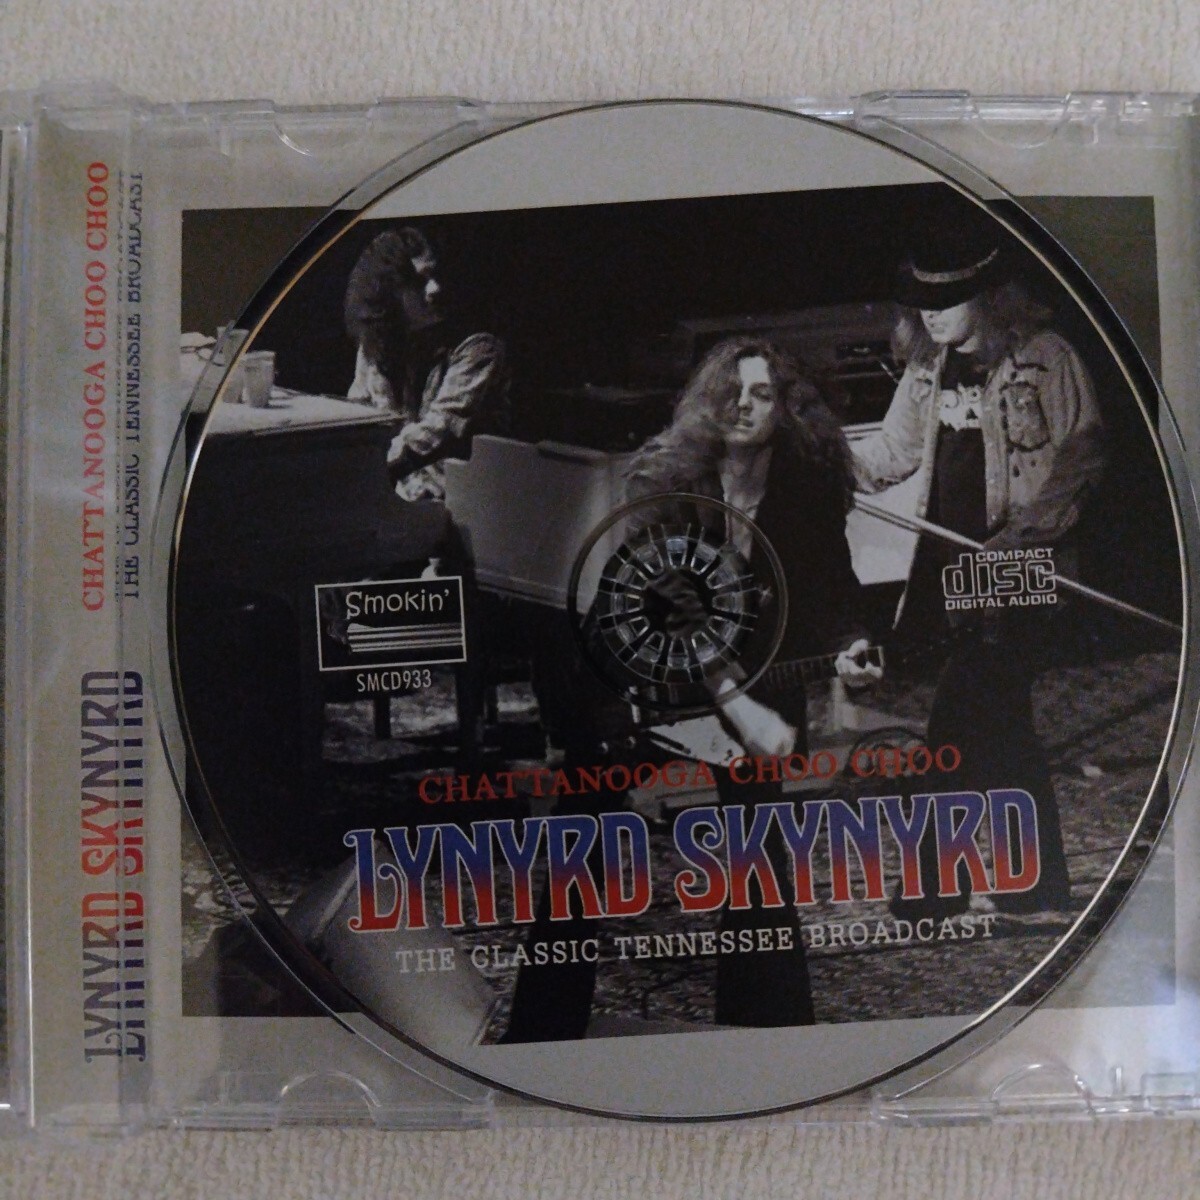 LYNYRD SKYNYRD CHATTANOOGA CHOO CHOO
THE CLASSIC TENNESSEE BROADCAST
Smokin'
SMCD933
COMPACT
disc
DIGITAL AUDIO
CHATTANOOGA CHOO CHOO
LYNYRD SKYNYRD
THE CLASSIC TENNESSEE BROADCAST